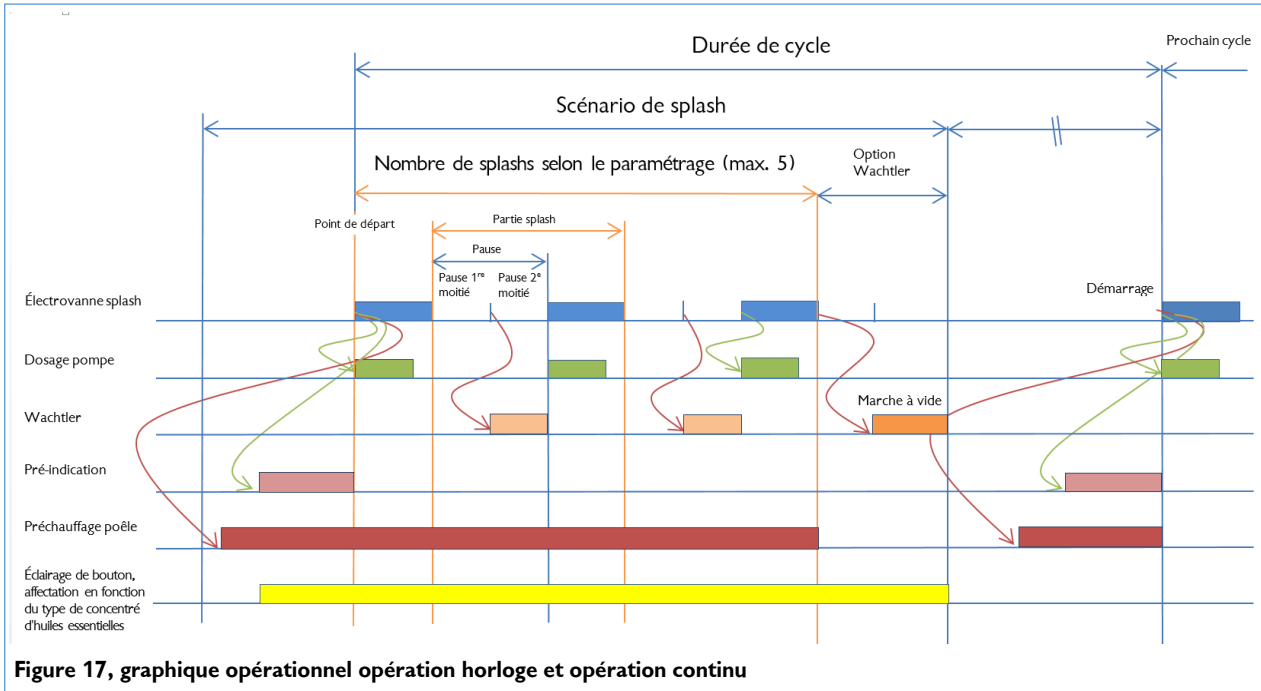 Durée de cycle
Prochain cycle
Scénario de splash
Nombre de splashs selon le paramétrage (max. 5)
Option
Wachtler
Point de départ
Partie splash
Pause
Pause 1re
moitié
Pause 2e
moitié
Électrovanne splash
Démarrage
Dosage pompe
Wachtler
Marche à vide
Pré-indication
Préchauffage poêle
Éclairage de bouton,
affectation en fonction
du type de concentré
d'huiles essentielles
Figure 17, graphique opérationnel opération horloge et opération continu